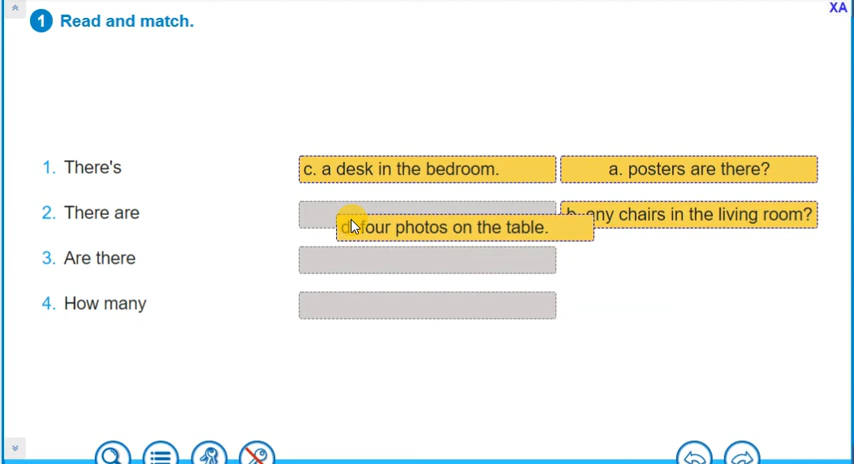 XA
1 Read and match.
1. There's c. a desk in the bedroom. a. posters are there?
2. There are any chairs in the living room?
d. four photos on the table.
3. Are there
4. How many